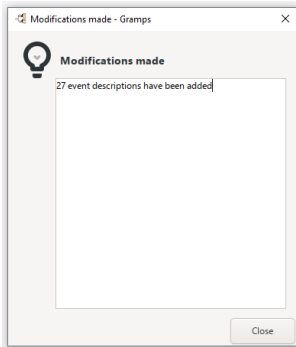 Modifications made - Gramps
Modifications made
27 event descriptions have been added
Close